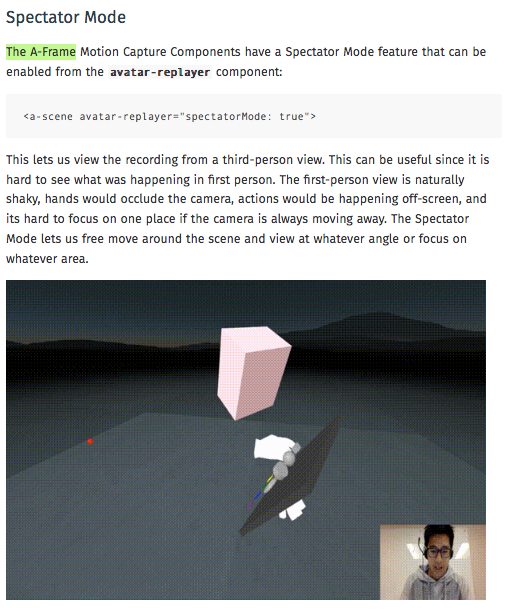 Spectator Mode
The A-Frame Motion Capture Components have a Spectator Mode feature that can be
enabled from the avatar-replayer component:
<a-scene avatar-replayer="spectatorMode: true">
This lets us view the recording from a third-person view. This can be useful since it is
hard to see what was happening in first person. The first-person view is naturally
shaky, hands would occlude the camera, actions would be happening off-screen, and
its hard to focus on one place if the camera is always moving away. The Spectator
Mode lets us free move around the scene and view at whatever angle or focus on
whatever area.